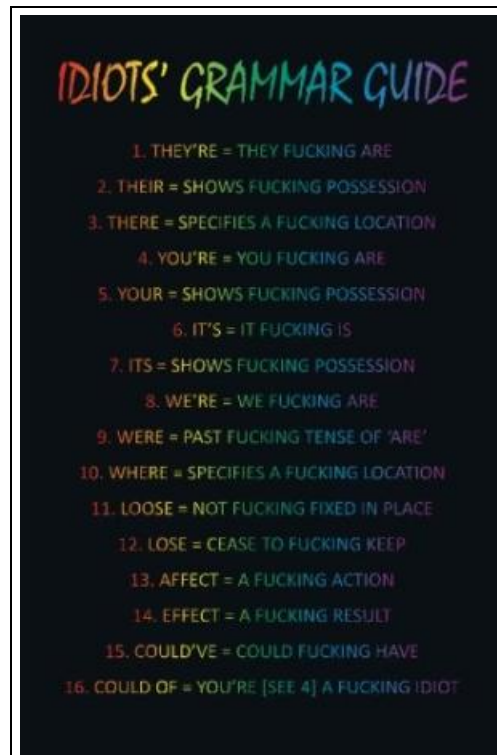 IDIOTS' GRAMMAR GUIDE
1. THEY'RE = THEY FUCKING ARE
2. THEIR = SHOWS FUCKING POSSESSION
3. THERE = SPECIFIES A FUCKING LOCATION
4. YOU'RE = YOU FUCKING ARE
5. YOUR = SHOWS FUCKING POSSESSION
6. IT'S = IT FUCKING IS
7. ITS = SHOWS FUCKING POSSESSION
8. WE'RE = WE FUCKING ARE
9. WERE = PAST FUCKING TENSE OF 'ARE'
10. WHERE = SPECIFIES A FUCKING LOCATION
11. LOOSE = NOT FUCKING FIXED IN PLACE
12. LOSE = CEASE TO FUCKING KEEP
13. AFFECT = A FUCKING ACTION
14. EFFECT = A FUCKING RESULT
15. COULD'VE = COULD FUCKING HAVE
16. COULD OF = YOU'RE [SEE 4] A FUCKING IDIOT